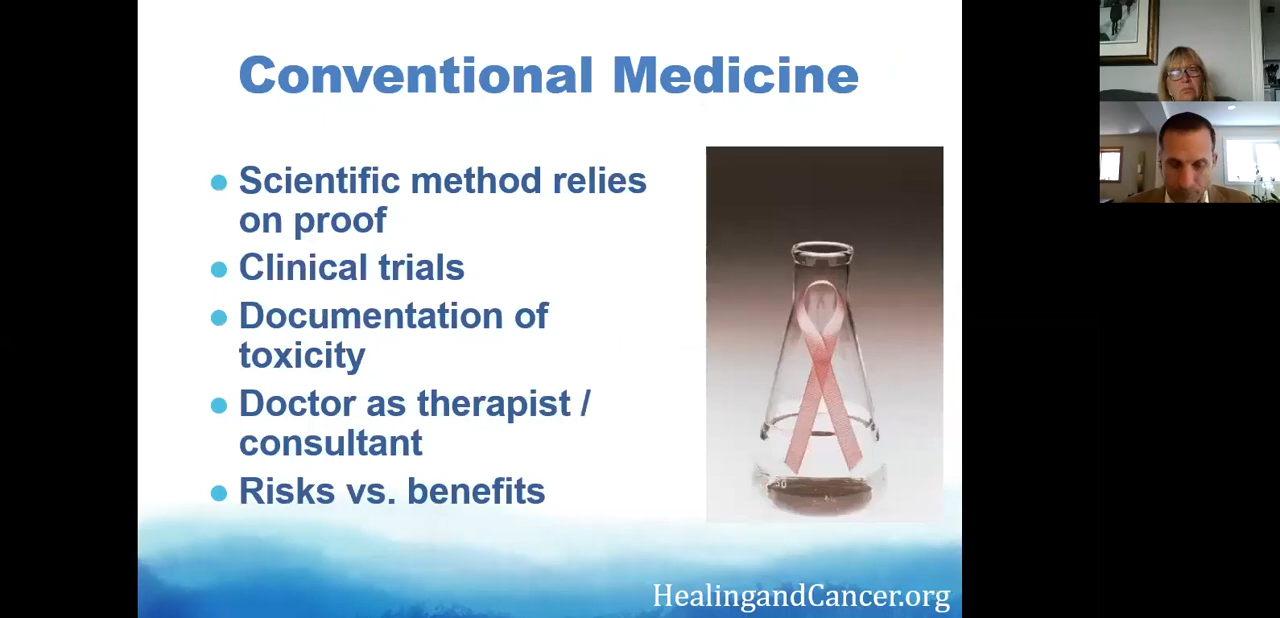 Conventional Medicine
● Scientific method relies
on proof
● Clinical trials
● Documentation of
toxicity
● Doctor as therapist /
consultant
● Risks vs. benefits
HealingandCancer.org